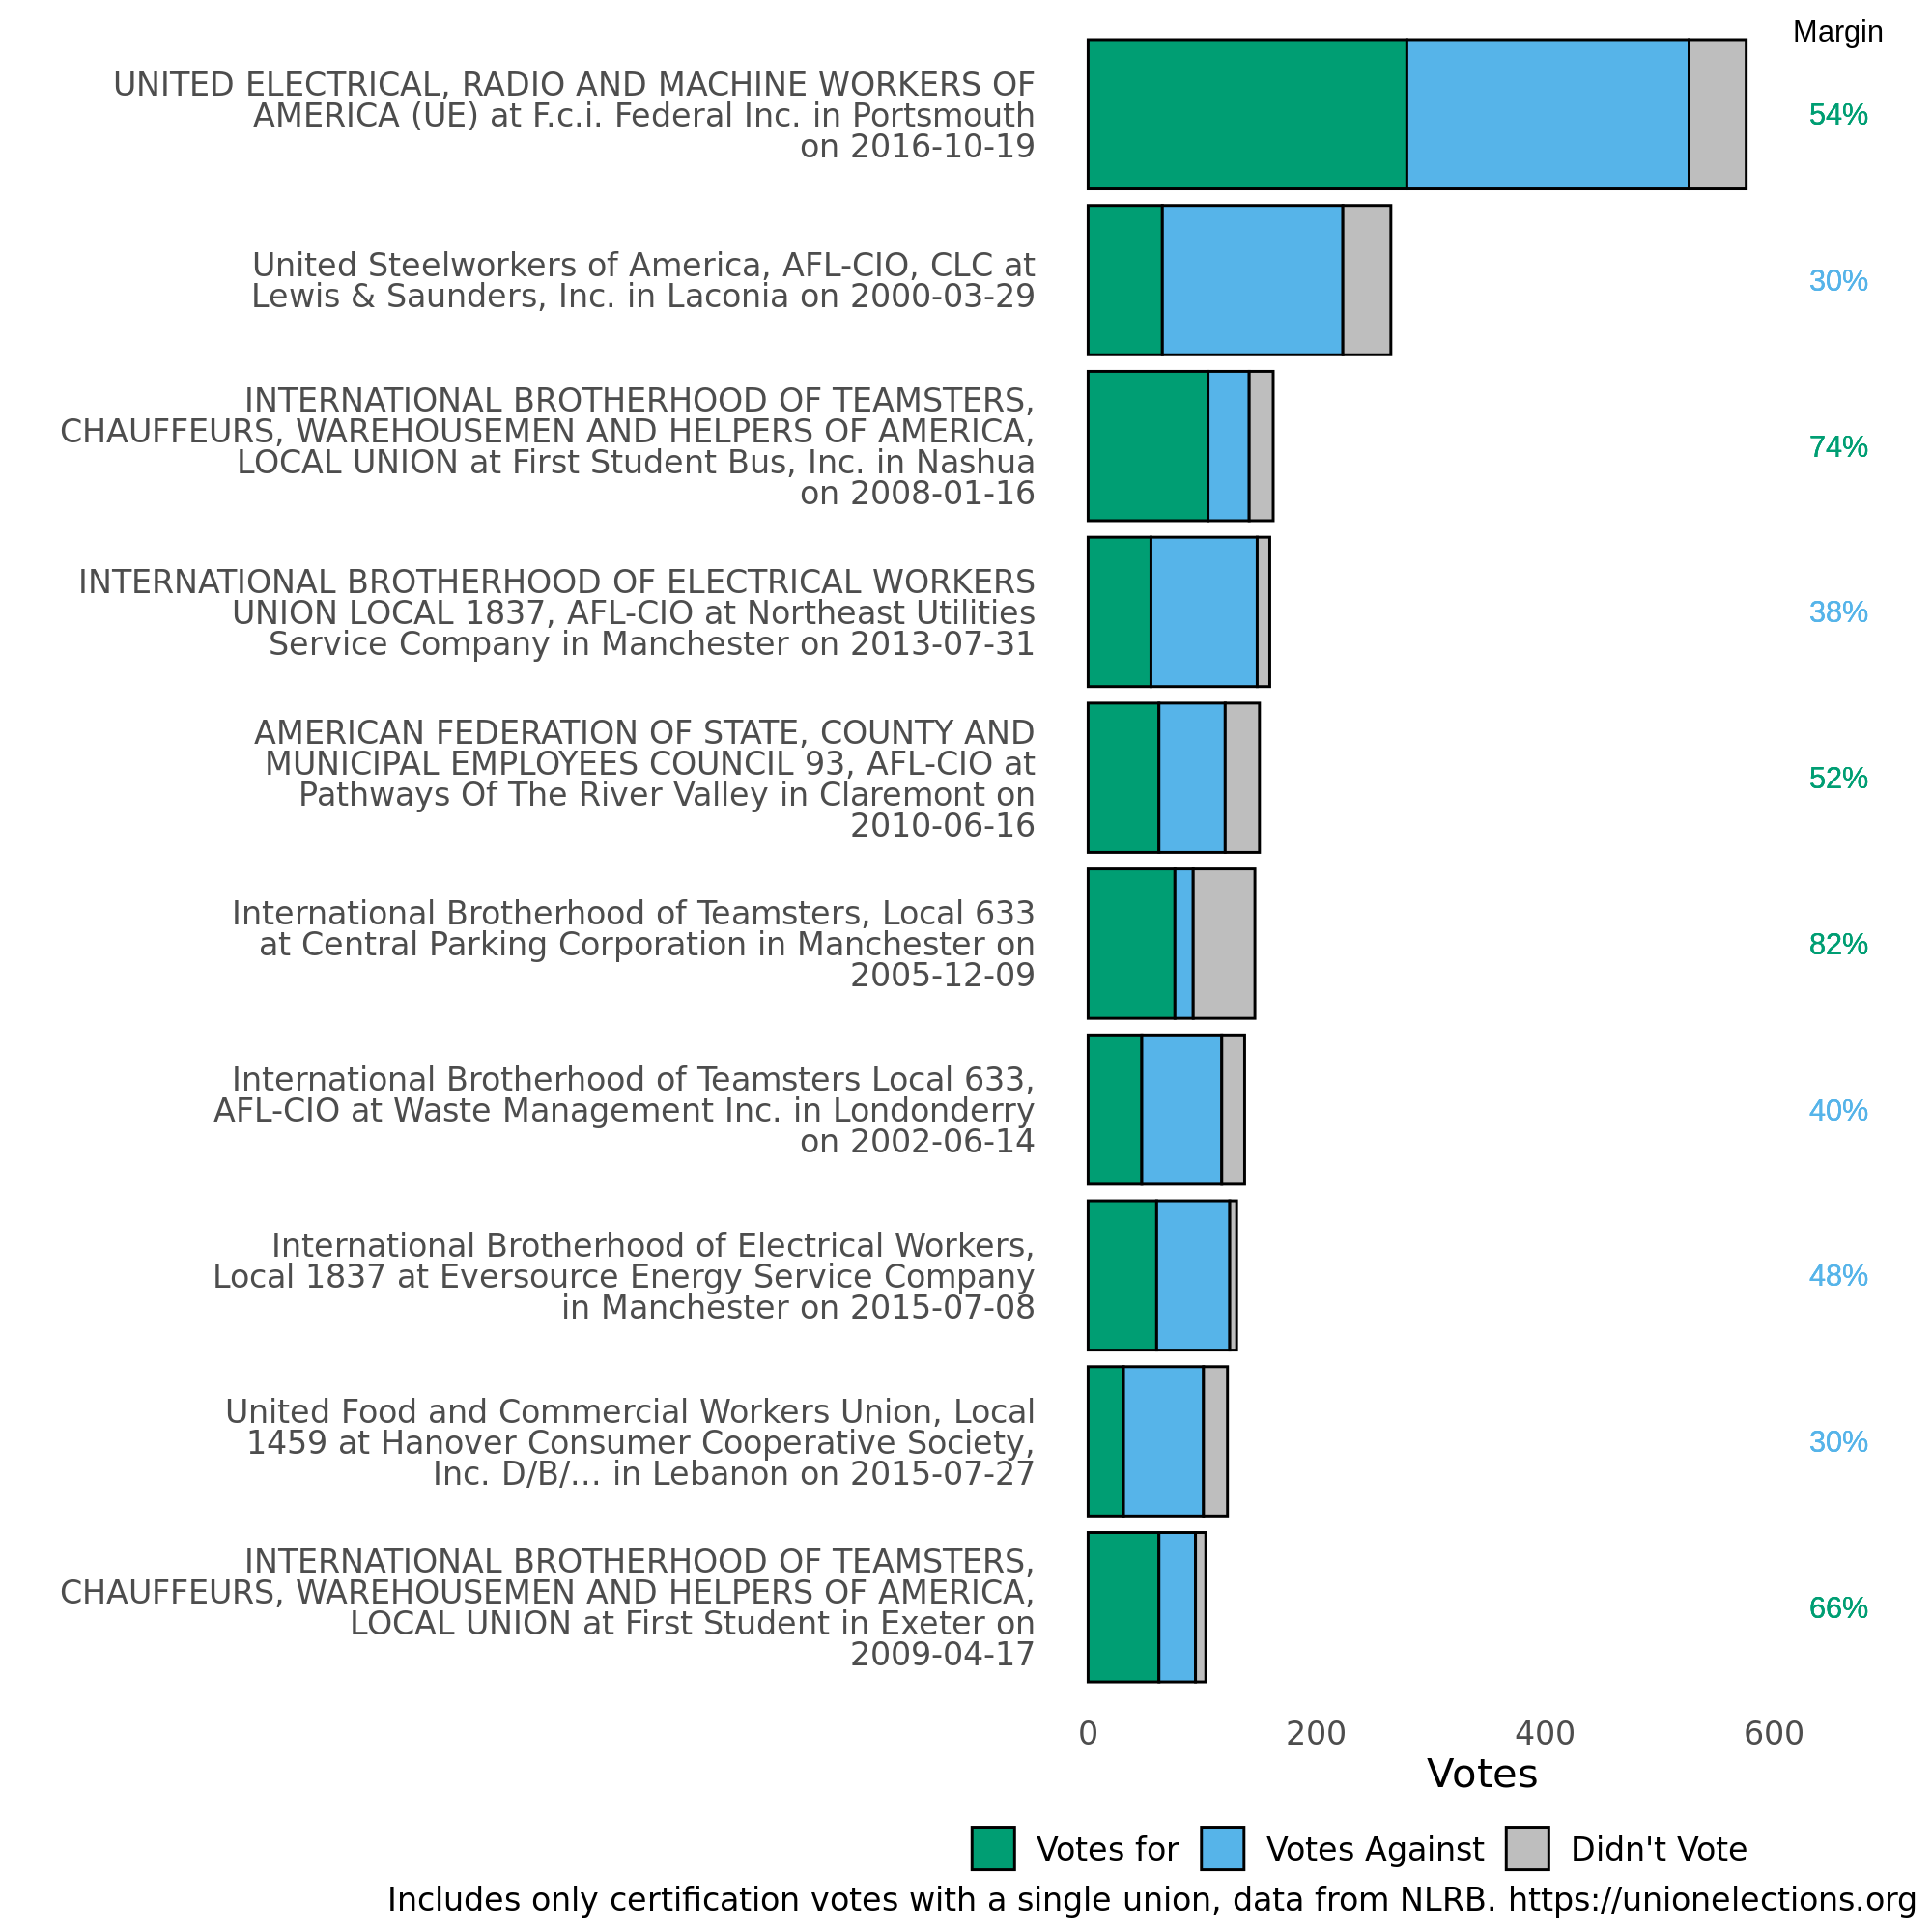 Margin
UNITED ELECTRICAL, RADIO AND MACHINE WORKERS OF
AMERICA (UE) at F.c.i. Federal Inc. in Portsmouth
on 2016-10-19
54%
United Steelworkers of America, AFL-CIO, CLC at
Lewis & Saunders, Inc. in Laconia on 2000-03-29
30%
INTERNATIONAL BROTHERHOOD OF TEAMSTERS,
CHAUFFEURS, WAREHOUSEMEN AND HELPERS OF AMERICA,
LOCAL UNION at First Student Bus, Inc. in Nashua
on 2008-01-16
74%
INTERNATIONAL BROTHERHOOD OF ELECTRICAL WORKERS
UNION LOCAL 1837, AFL-CIO at Northeast Utilities
Service Company in Manchester on 2013-07-31
38%
AMERICAN FEDERATION OF STATE, COUNTY AND
MUNICIPAL EMPLOYEES COUNCIL 93, AFL-CIO at
Pathways Of The River Valley in Claremont on
2010-06-16
52%
International Brotherhood of Teamsters, Local 633
at Central Parking Corporation in Manchester on
2005-12-09
82%
International Brotherhood of Teamsters Local 633,
AFL-CIO at Waste Management Inc. in Londonderry
on 2002-06-14
40%
International Brotherhood of Electrical Workers,
Local 1837 at Eversource Energy Service Company
in Manchester on 2015-07-08
48%
United Food and Commercial Workers Union, Local
1459 at Hanover Consumer Cooperative Society,
Inc. D/B/... in Lebanon on 2015-07-27
30%
INTERNATIONAL BROTHERHOOD OF TEAMSTERS,
CHAUFFEURS, WAREHOUSEMEN AND HELPERS OF AMERICA,
LOCAL UNION at First Student in Exeter on
2009-04-17
66%
0 200 400 600
Votes
Votes for Votes Against Didn't Vote
Includes only certification votes with a single union, data from NLRB. https://unionelections.org